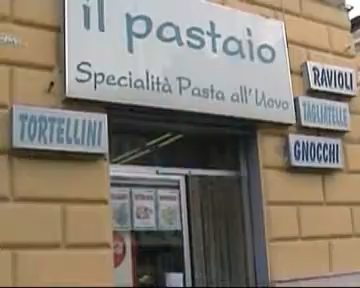 il pastaio
Specialità Pasta all'Uovo
TORTELLINI
RAVIOLI
TAGLIATELLE
GNOCCHI